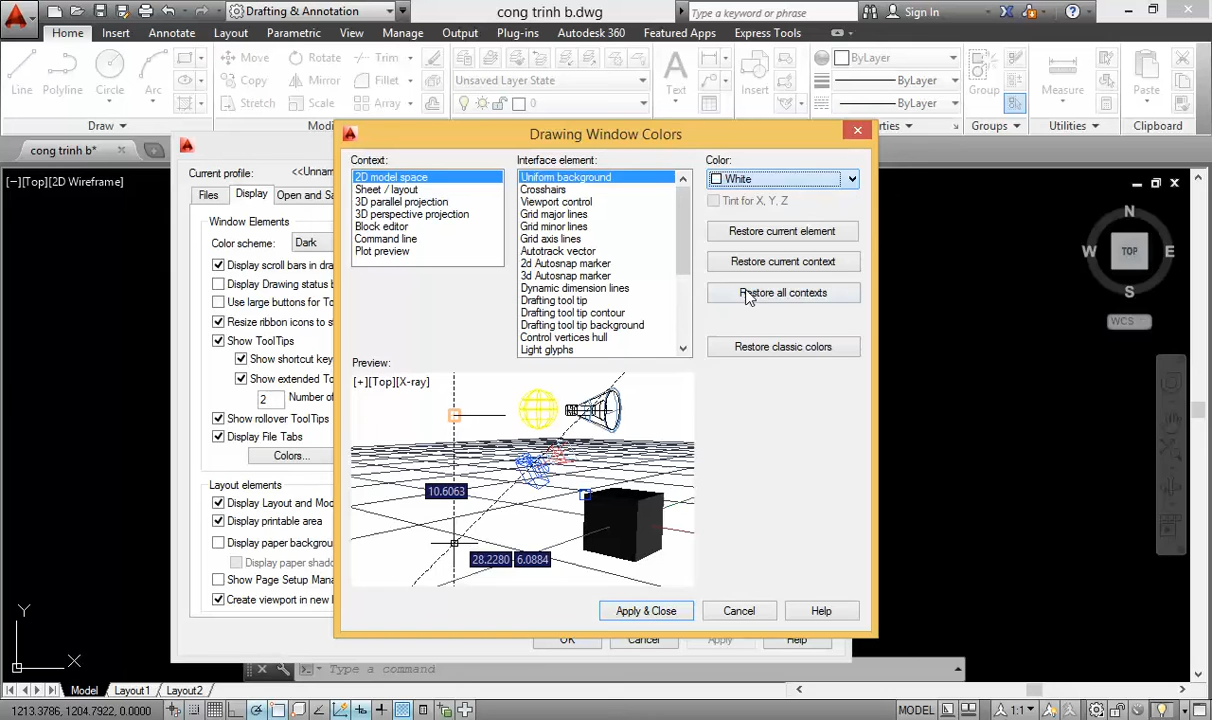 Drafting & Annotation
cong trinh b.dwg
Type a keyword or phrase
Sign In
Home
Insert
Annotate
Layout
Parametric
View
Manage
Output
Plug-ins
Autodesk 360
Featured Apps
Express Tools
Line
Polyline
Circle
Arc
Move
Rotate
Trim
Copy
Mirror
Fillet
Stretch
Scale
Array
Unsaved Layer State
0
Text
Insert
ByLayer
ByLayer
ByLayer
Group
Measure
Paste
Draw
Modi
Groups
Utilities
Clipboard
cong trinh b*
[−][Top][2D Wireframe]
Current profile:
<<Unnam
Files
Display
Open and Sa
Window Elements
Color scheme:
Dark
Display scroll bars in dra
Display Drawing status b
Use large buttons for To
Resize ribbon icons to s
Show ToolTips
Show shortcut key
Show extended To
2
Number of
Show rollover ToolTips
Display File Tabs
Colors...
Layout elements
Display Layout and Mod
Display printable area
Display paper backgroun
Display paper shado
Show Page Setup Mana
Create viewport in new l
OK
Cancel
Apply
Help
Drawing Window Colors
Context:
2D model space
Sheet / layout
3D parallel projection
3D perspective projection
Block editor
Command line
Plot preview
Interface element:
Uniform background
Crosshairs
Viewport control
Grid major lines
Grid minor lines
Grid axis lines
Autotrack vector
2d Autosnap marker
3d Autosnap marker
Dynamic dimension lines
Drafting tool tip
Drafting tool tip contour
Drafting tool tip background
Control vertices hull
Light glyphs
Color:
White
Tint for X, Y, Z
Restore current element
Restore current context
Restore all contexts
Restore classic colors
Preview:
[+][Top][X-ray]
10.6063
28.2280
6.0884
Apply & Close
Cancel
Help
N
W
TOP
E
S
WCS
Y
X
Type a command
Model
Layout1
Layout2
1213.3786, 1204.7922, 0.0000
MODEL
1:1